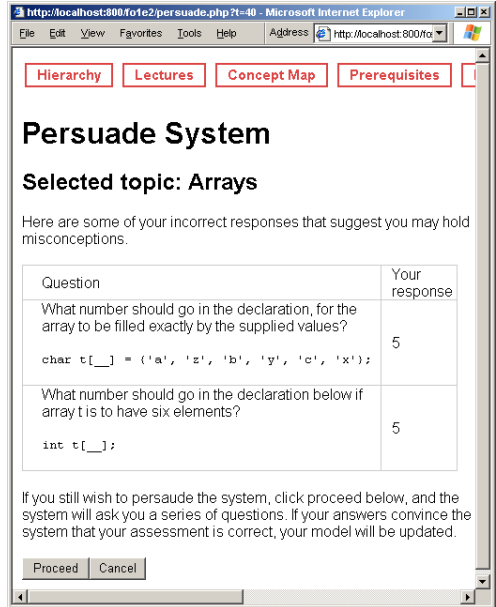 http://localhost:800/fo1e2/persuade.php?t=40 - Microsoft Internet Explorer
File Edit View Favorites Tools Help Address http://localhost:800/fo
Hierarchy Lectures Concept Map Prerequisites
Persuade System
Selected topic: Arrays
Here are some of your incorrect responses that suggest you may hold
misconceptions.
Question
Your
response
What number should go in the declaration, for the
array to be filled exactly by the supplied values?
char t[__] = {'a', 'z', 'b', 'y', 'c', 'x'};
5
What number should go in the declaration below if
array t is to have six elements?
int t[__];
5
If you still wish to persaude the system, click proceed below, and the
system will ask you a series of questions. If your answers convince the
system that your assessment is correct, your model will be updated.
Proceed Cancel